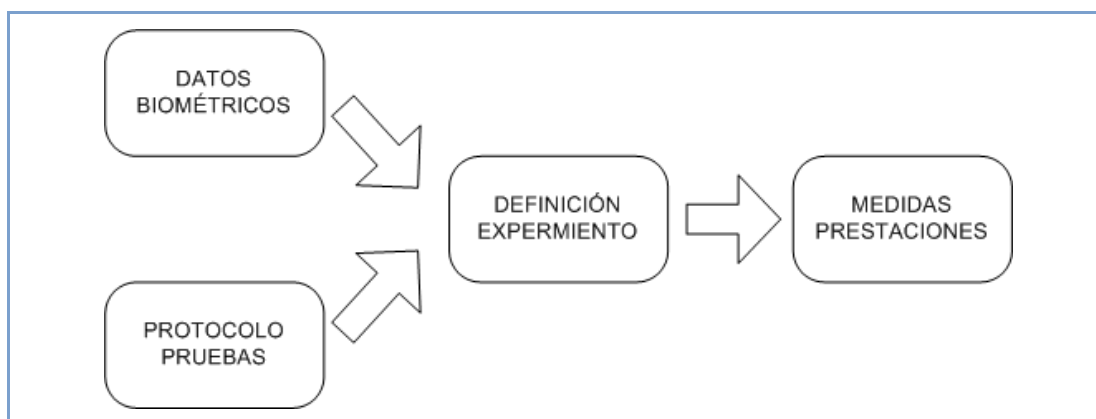 DATOS
BIOMÉTRICOS
PROTOCOLO
PRUEBAS
DEFINICIÓN
EXPERMIENTO
MEDIDAS
PRESTACIONES